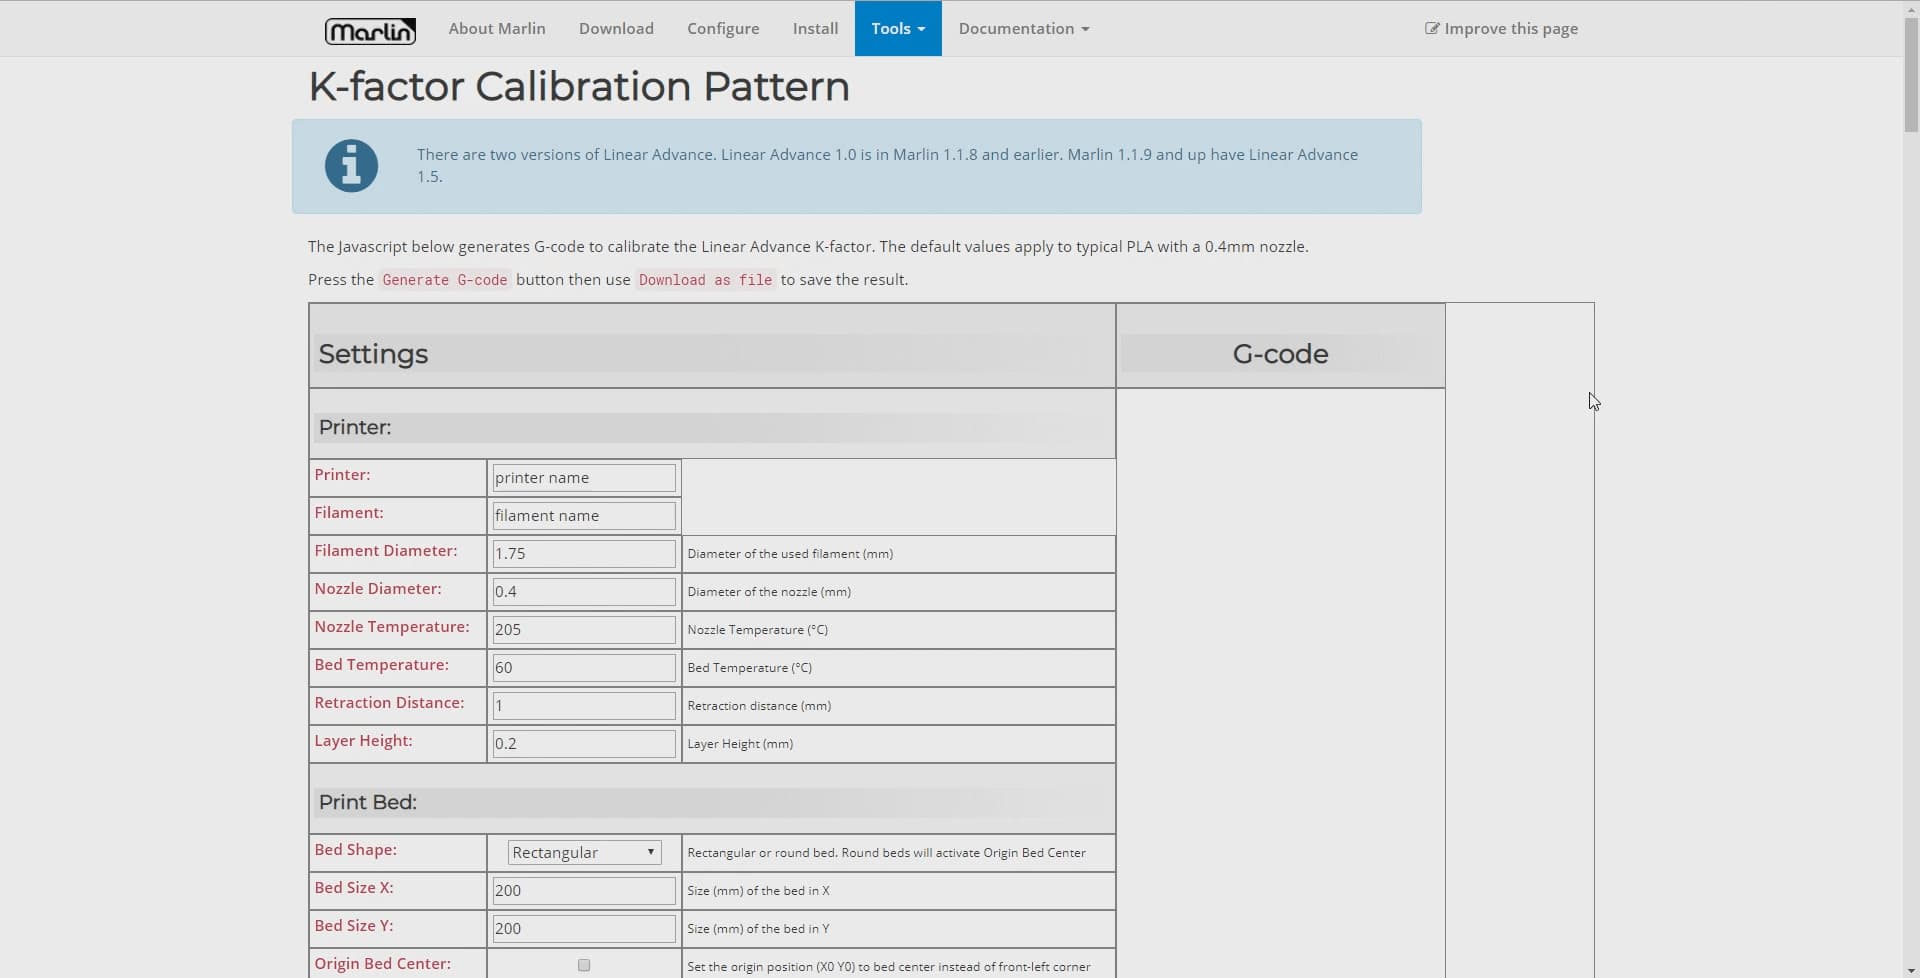 Marlin About Marlin Download Configure Install Tools Documentation Improve this page
K-factor Calibration Pattern
There are two versions of Linear Advance. Linear Advance 1.0 is in Marlin 1.1.8 and earlier. Marlin 1.1.9 and up have Linear Advance
1.5.
The Javascript below generates G-code to calibrate the Linear Advance K-factor. The default values apply to typical PLA with a 0.4mm nozzle.
Press the Generate G-code button then use Download as file to save the result.
Settings G-code
Printer:
Printer: printer name
Filament: filament name
Filament Diameter: 1.75 Diameter of the used filament (mm)
Nozzle Diameter: 0.4 Diameter of the nozzle (mm)
Nozzle Temperature: 205 Nozzle Temperature (°C)
Bed Temperature: 60 Bed Temperature (°C)
Retraction Distance: 1 Retraction distance (mm)
Layer Height: 0.2 Layer Height (mm)
Print Bed:
Bed Shape: Rectangular Rectangular or round bed. Round beds will activate Origin Bed Center
Bed Size X: 200 Size (mm) of the bed in X
Bed Size Y: 200 Size (mm) of the bed in Y
Origin Bed Center: Set the origin position (X0 Y0) to bed center instead of front-left corner